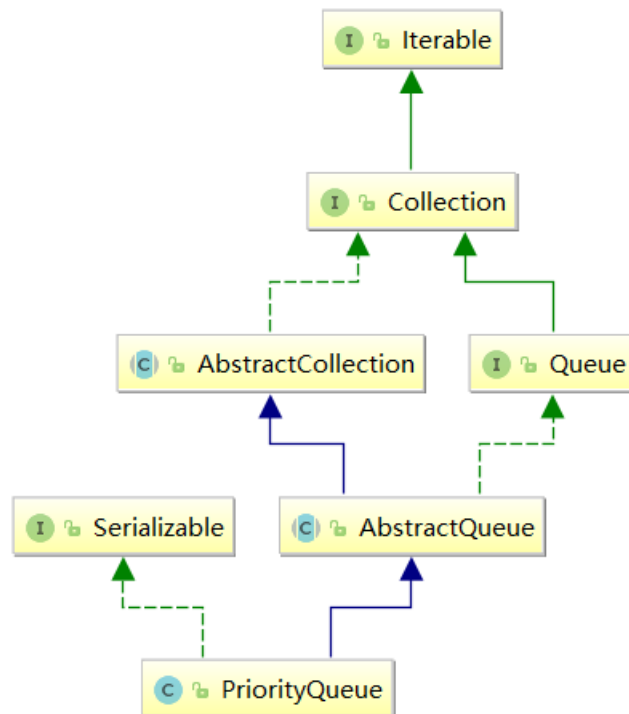 I Iterable
I Collection
C AbstractCollection
I Queue
I Serializable
C AbstractQueue
C PriorityQueue